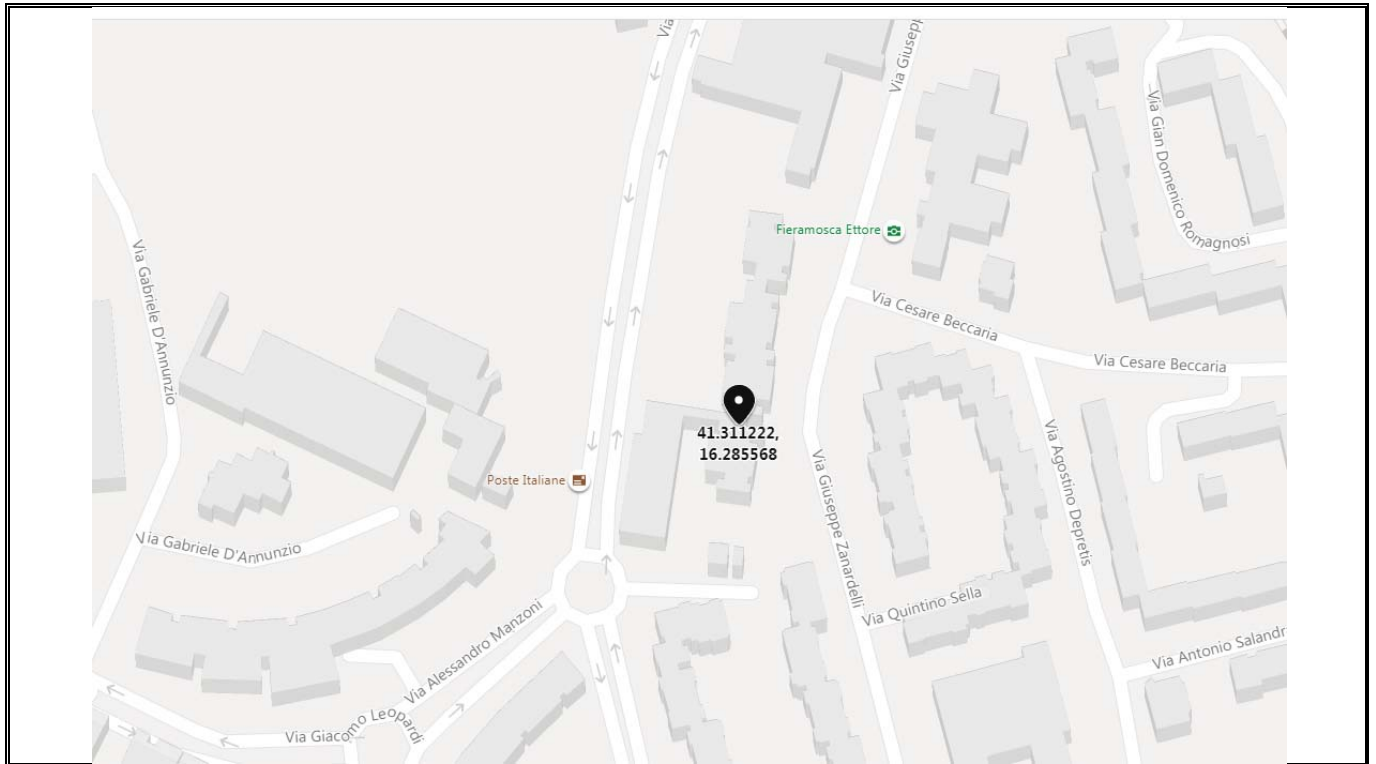 Via
Via Giusepp
Via Gian Domenico Romagnosi
Fieramosca Ettore
Via Gabriele D'Annunzio
Via Cesare Beccaria
Via Cesare Beccaria
41.311222,
16.285568
Poste Italiane
Via Giuseppe Zanardelli
Via Agostino Depretis
Via Gabriele D'Annunzio
Via Quintino Sella
Via Alessandro Manzoni
Via Antonio Salandr
Via Giacomo Leopardi